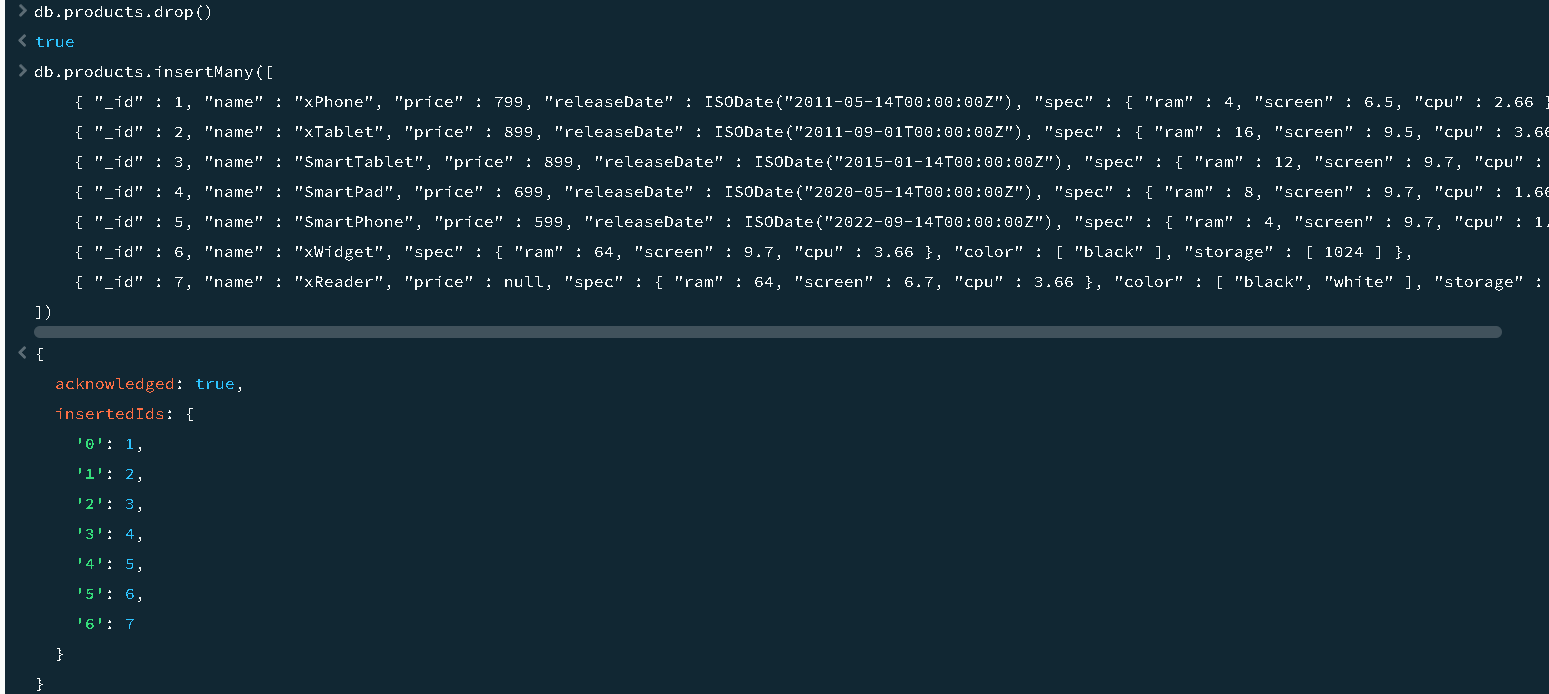 > db.products.drop()
< true
> db.products.insertMany([
{ "_id" : 1, "name" : "xPhone", "price" : 799, "releaseDate" : ISODate("2011-05-14T00:00:00Z"), "spec" : { "ram" : 4, "screen" : 6.5, "cpu" : 2.66 }
{ "_id" : 2, "name" : "xTablet", "price" : 899, "releaseDate" : ISODate("2011-09-01T00:00:00Z"), "spec" : { "ram" : 16, "screen" : 9.5, "cpu" : 3.66
{ "_id" : 3, "name" : "SmartTablet", "price" : 899, "releaseDate" : ISODate("2015-01-14T00:00:00Z"), "spec" : { "ram" : 12, "screen" : 9.7, "cpu" :
{ "_id" : 4, "name" : "SmartPad", "price" : 699, "releaseDate" : ISODate("2020-05-14T00:00:00Z"), "spec" : { "ram" : 8, "screen" : 9.7, "cpu" : 1.66
{ "_id" : 5, "name" : "SmartPhone", "price" : 599, "releaseDate" : ISODate("2022-09-14T00:00:00Z"), "spec" : { "ram" : 4, "screen" : 9.7, "cpu" : 1.
{ "_id" : 6, "name" : "xWidget", "spec" : { "ram" : 64, "screen" : 9.7, "cpu" : 3.66 }, "color" : [ "black" ], "storage" : [ 1024 ] },
{ "_id" : 7, "name" : "xReader", "price" : null, "spec" : { "ram" : 64, "screen" : 6.7, "cpu" : 3.66 }, "color" : [ "black", "white" ], "storage" :
])
< {
acknowledged: true,
insertedIds: {
'0': 1,
'1': 2,
'2': 3,
'3': 4,
'4': 5,
'5': 6,
'6': 7
}
}